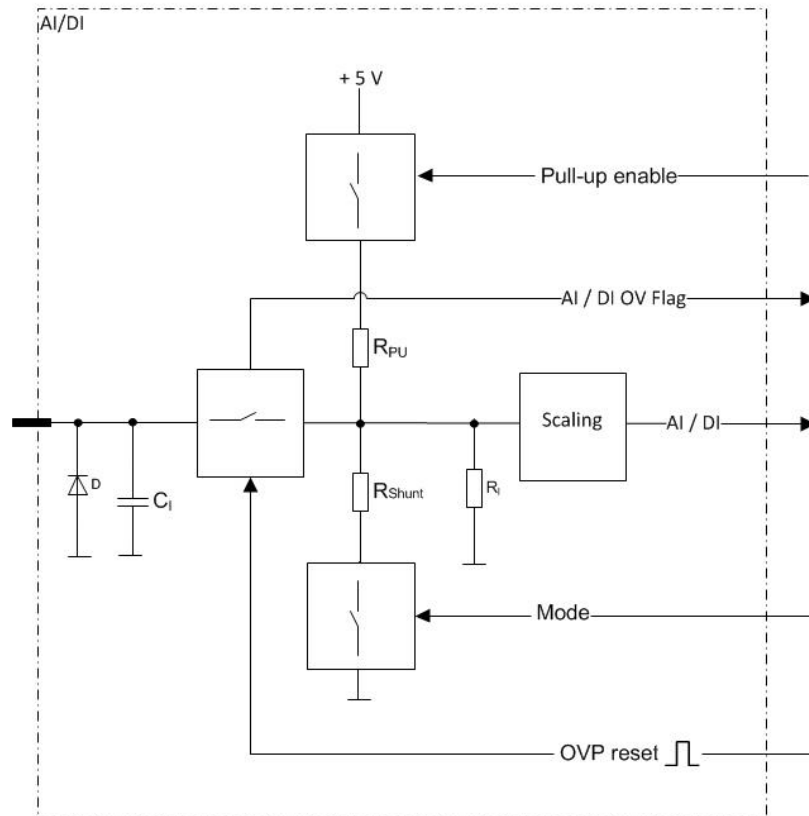 AI/DI
+ 5 V
Pull-up enable
AI / DI OV Flag
RPU
Scaling
AI / DI
D
CI
RShunt
RI
Mode
OVP reset